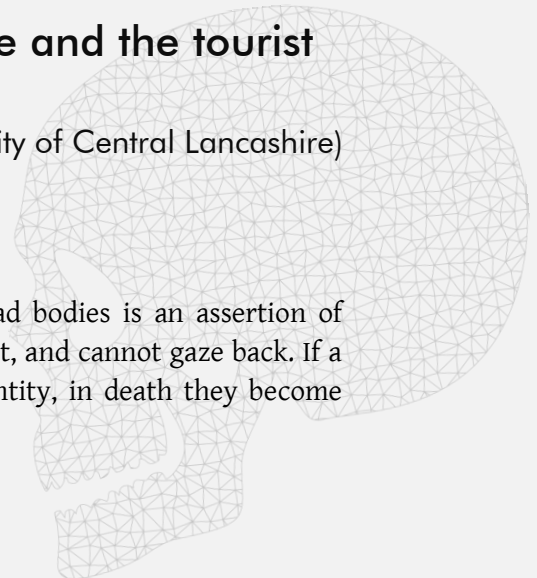 e and the tourist
ity of Central Lancashire)
ad bodies is an assertion of
t, and cannot gaze back. If a
ntity, in death they become